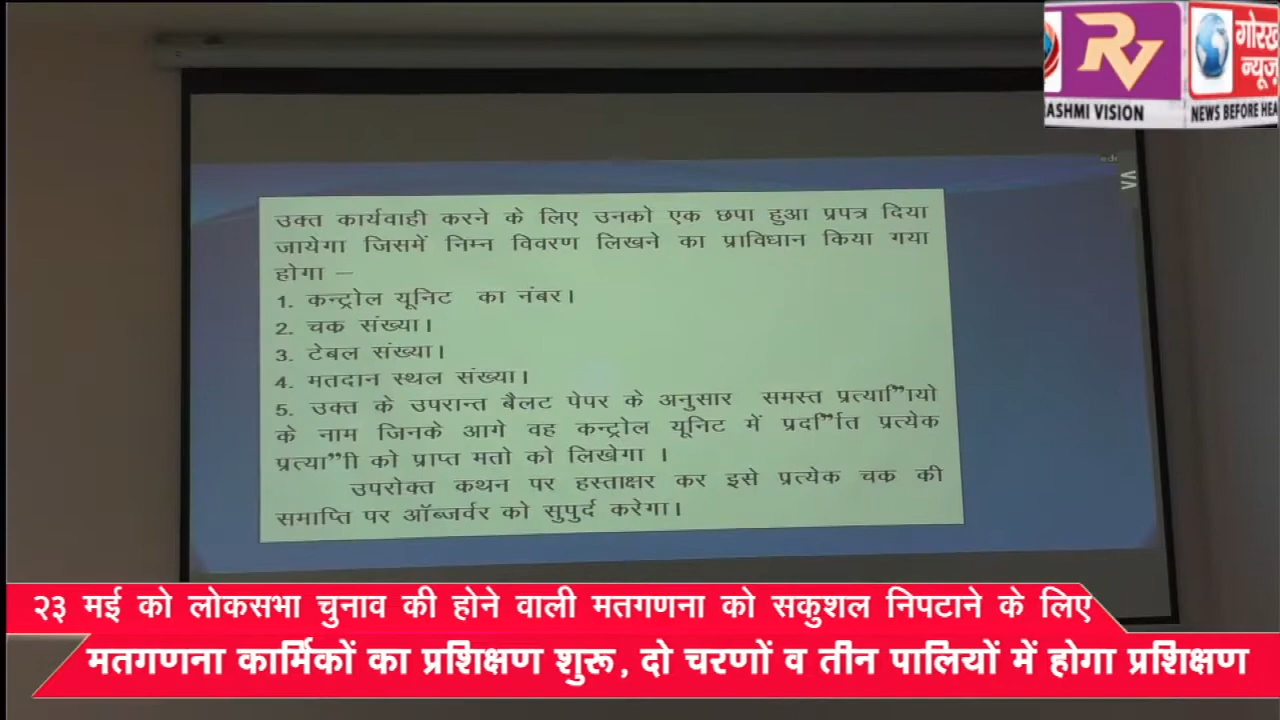 RV
ASHMI VISION
गोरख
न्यूज़
NEWS BEFORE HEA
उक्त कार्यवाही करने के लिए उनको एक छपा हुआ प्रपत्र दिया
जायेगा जिसमें निम्न विवरण लिखने का प्राविधान किया गया
होगा –
1. कन्ट्रोल यूनिट का नंबर।
2. चक संख्या।
3. टेबल संख्या।
4. मतदान स्थल संख्या।
5. उक्त के उपरान्त बैलट पेपर के अनुसार समस्त प्रत्या”िायो
के नाम जिनके आगे वह कन्ट्रोल यूनिट में प्रदर्”िात प्रत्येक
प्रत्या”ाी को प्राप्त मतो को लिखेगा ।
उपरोक्त कथन पर हस्ताक्षर कर इसे प्रत्येक चक की
समाप्ति पर ऑब्जर्वर को सुपुर्द करेगा।
२३ मई को लोकसभा चुनाव की होने वाली मतगणना को सकुशल निपटाने के लिए
मतगणना कार्मिकों का प्रशिक्षण शुरू, दो चरणों व तीन पालियों में होगा प्रशिक्षण